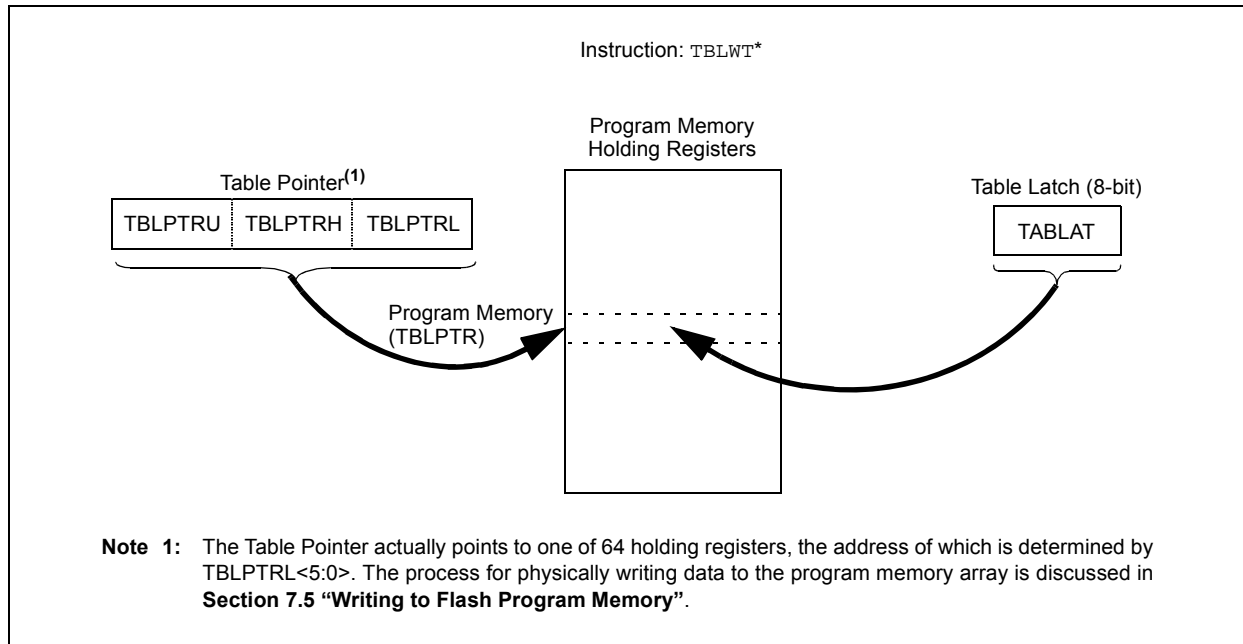 Instruction: TBLWT*
Program Memory
Holding Registers
Table Pointer(1)
TBLPTRU TBLPTRH TBLPTRL
Table Latch (8-bit)
TABLAT
Program Memory
(TBLPTR)
Note 1: The Table Pointer actually points to one of 64 holding registers, the address of which is determined by
TBLPTRL<5:0>. The process for physically writing data to the program memory array is discussed in
Section 7.5 “Writing to Flash Program Memory”.